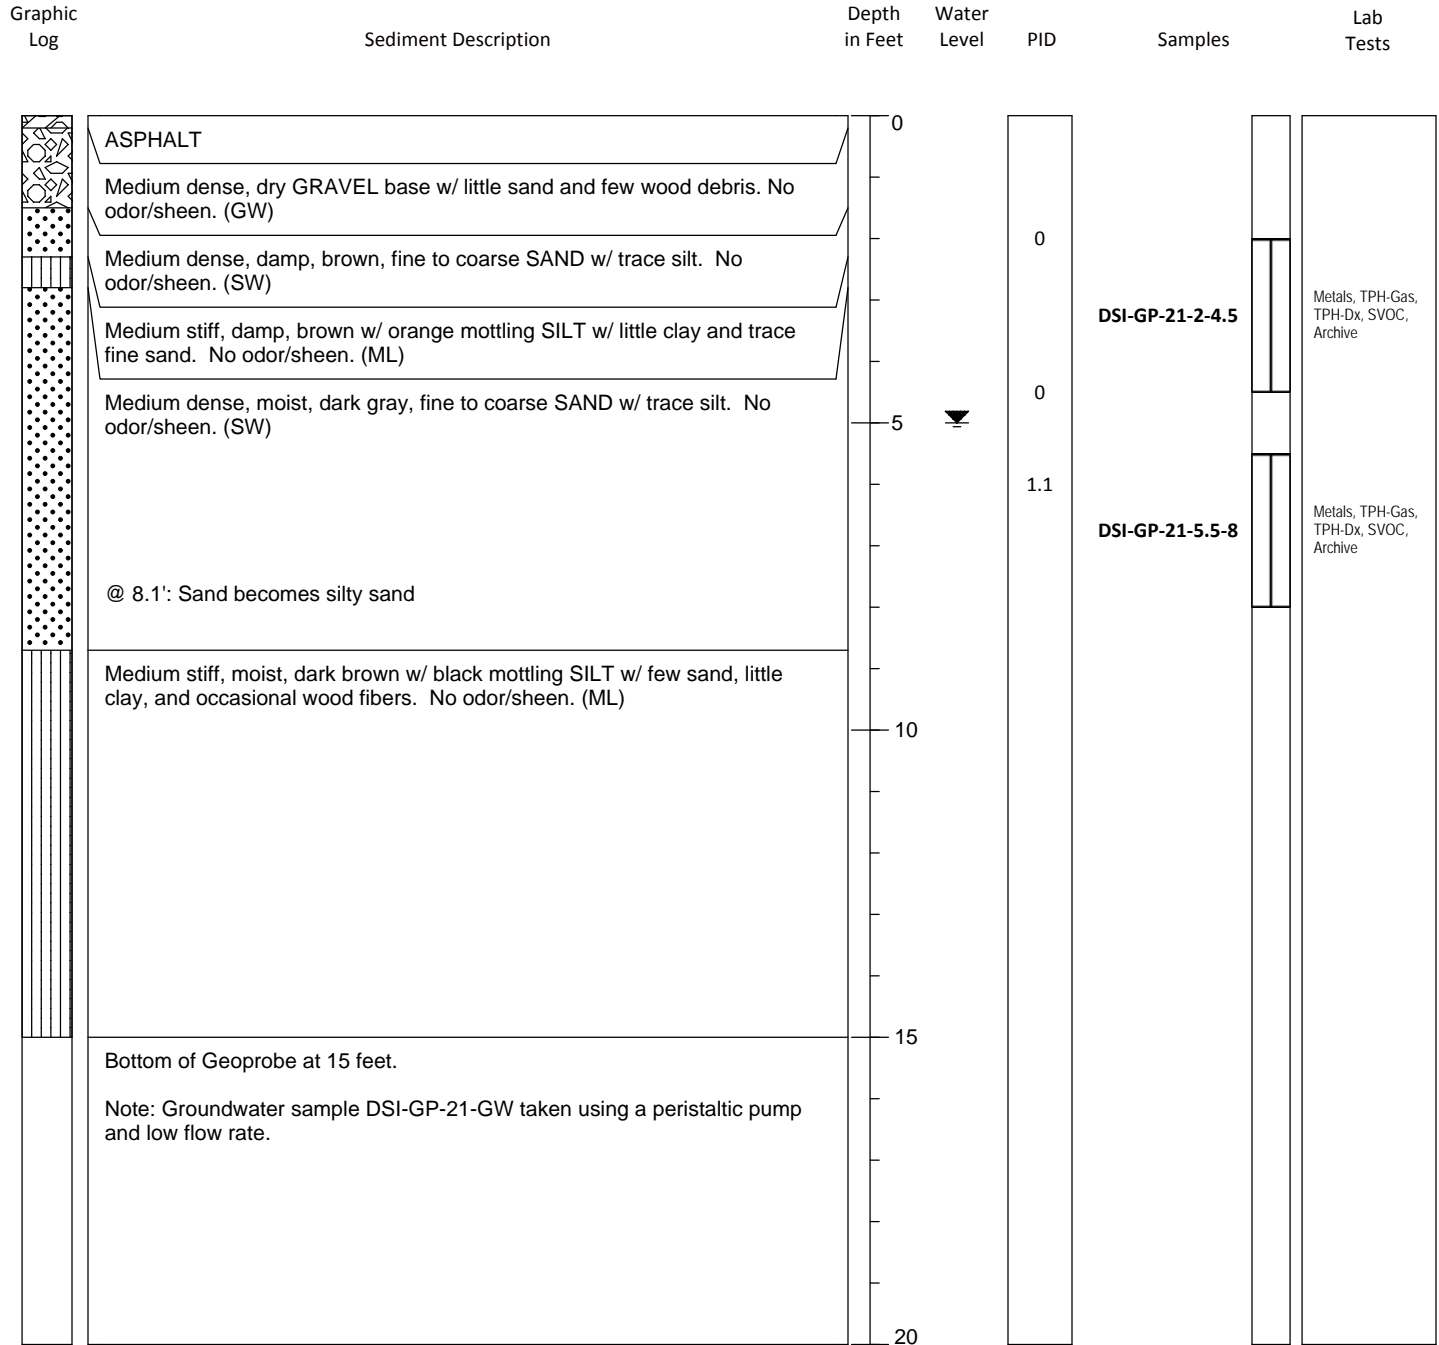 Graphic
Log
Sediment Description
Depth
in Feet
Water
Level
PID
Samples
Lab
Tests
0
ASPHALT
Medium dense, dry GRAVEL base w/ little sand and few wood debris. No
odor/sheen. (GW)
0
Medium dense, damp, brown, fine to coarse SAND w/ trace silt.  No
odor/sheen. (SW)
Medium stiff, damp, brown w/ orange mottling SILT w/ little clay and trace
fine sand.  No odor/sheen. (ML)
DSI-GP-21-2-4.5
Metals, TPH-Gas,
TPH-Dx, SVOC,
Archive
Medium dense, moist, dark gray, fine to coarse SAND w/ trace silt.  No
odor/sheen. (SW)
0
5
1.1
DSI-GP-21-5.5-8
Metals, TPH-Gas,
TPH-Dx, SVOC,
Archive
@ 8.1': Sand becomes silty sand
Medium stiff, moist, dark brown w/ black mottling SILT w/ few sand, little
clay, and occasional wood fibers.  No odor/sheen. (ML)
10
15
Bottom of Geoprobe at 15 feet.
Note: Groundwater sample DSI-GP-21-GW taken using a peristaltic pump
and low flow rate.
20